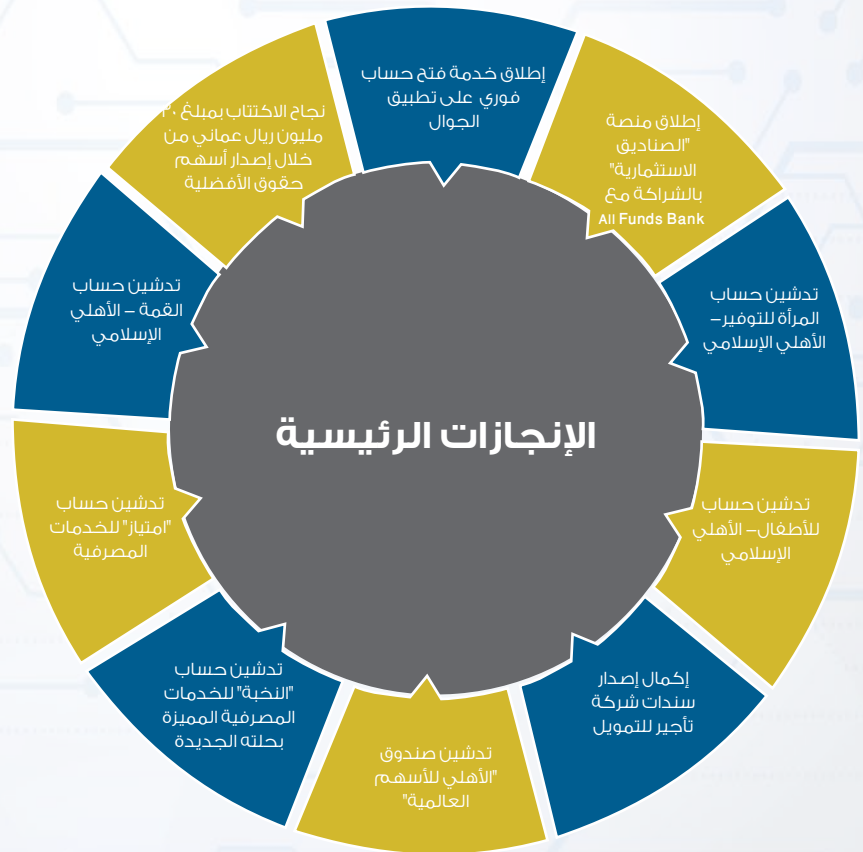 الإنجازات الرئيسية
إطلاق خدمة فتح حساب
فوري على تطبيق
الجوال
إطلاق منصة
"الصناديق
الاستثمارية"
بالشراكة مع
All Funds Bank
تدشين حساب
المرأة للتوفير –
الأهلي الإسلامي
تدشين حساب
للأطفال – الأهلي
الإسلامي
إكمال إصدار
سندات شركة
تأجير للتمويل
تدشين صندوق
"الأهلي للأسهم
العالمية"
تدشين حساب
"النخبة" للخدمات
المصرفية المميزة
بحلته الجديدة
تدشين حساب
"امتياز" للخدمات
المصرفية
تدشين حساب
القمة – الأهلي
الإسلامي
نجاح الاكتتاب بمبلغ
مليون ريال عماني من
خلال إصدار أسهم
حقوق الأفضلية